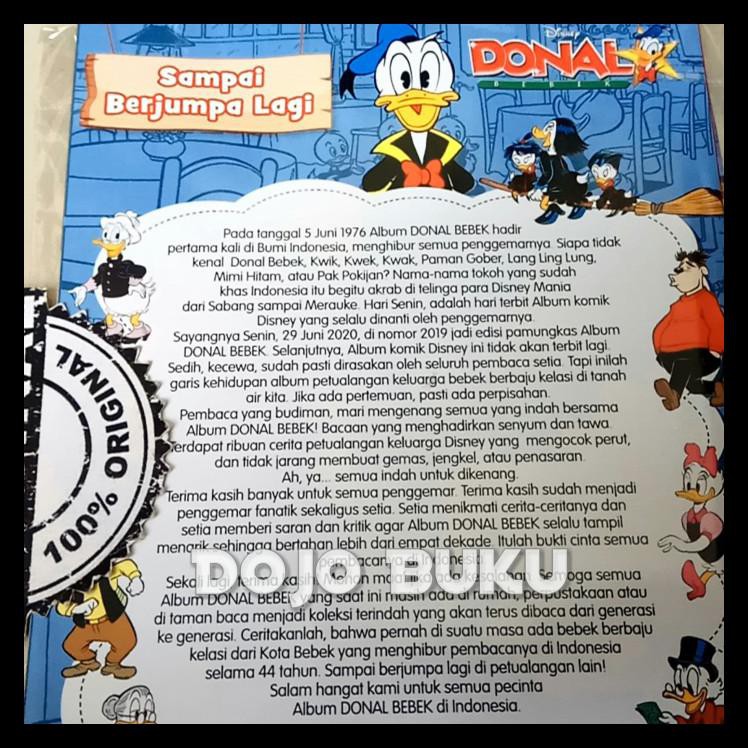 Sampai
Berjumpa Lagi
Disney
DONAL
BEBEK
Pada tanggal 5 Juni 1976 Album DONAL BEBEK hadir
pertama kali di Bumi Indonesia, menghibur semua penggemarnya. Siapa tidak
kenal Donal Bebek, Kwik, Kwek, Kwak, Paman Gober, Lang Ling Lung,
Mimi Hitam, atau Pak Pokijan? Nama-nama tokoh yang sudah
khas Indonesia itu begitu akrab di telinga para Disney Mania
dari Sabang sampai Merauke. Hari Senin, adalah hari terbit Album komik
Disney yang selalu dinanti oleh penggemarnya.
Sayangnya Senin, 29 Juni 2020, di nomor 2019 jadi edisi pamungkas Album
DONAL BEBEK. Selanjutnya, Album komik Disney ini tidak akan terbit lagi.
Sedih, kecewa, sudah pasti dirasakan oleh seluruh pembaca setia. Tapi inilah
garis kehidupan album petualangan keluarga bebek berbaju kelasi di tanah
air kita. Jika ada pertemuan, pasti ada perpisahan.
Pembaca yang budiman, mari mengenang semua yang indah bersama
Album DONAL BEBEK! Bacaan yang menghadirkan senyum dan tawa.
Terdapat ribuan cerita petualangan keluarga Disney yang mengocok perut,
dan tidak jarang membuat gemas, jengkel, atau penasaran.
Ah, ya... semua indah untuk dikenang.
Terima kasih banyak untuk semua penggemar. Terima kasih sudah menjadi
penggemar fanatik sekaligus setia. Setia menikmati cerita-ceritanya dan
setia memberi saran dan kritik agar Album DONAL BEBEK selalu tampil
menarik sehingga bertahan lebih dari empat dekade. Itulah bukti cinta semua
pembacanya di Indonesia.
Sekali lagi, terima kasih. Mohon maaf kesalahan. Semoga semua
Album DONAL BEBEK yang saat ini masih ada di rumah, perpustakaan atau
di taman baca menjadi koleksi terindah yang akan terus dibaca dari generasi
ke generasi. Ceritakanlah, bahwa pernah di suatu masa ada bebek berbaju
kelasi dari Kota Bebek yang menghibur pembacanya di Indonesia
selama 44 tahun. Sampai berjumpa lagi di petualangan lain!
Salam hangat kami untuk semua pecinta
Album DONAL BEBEK di Indonesia.
100% ORIGINAL
DOJO BUKU